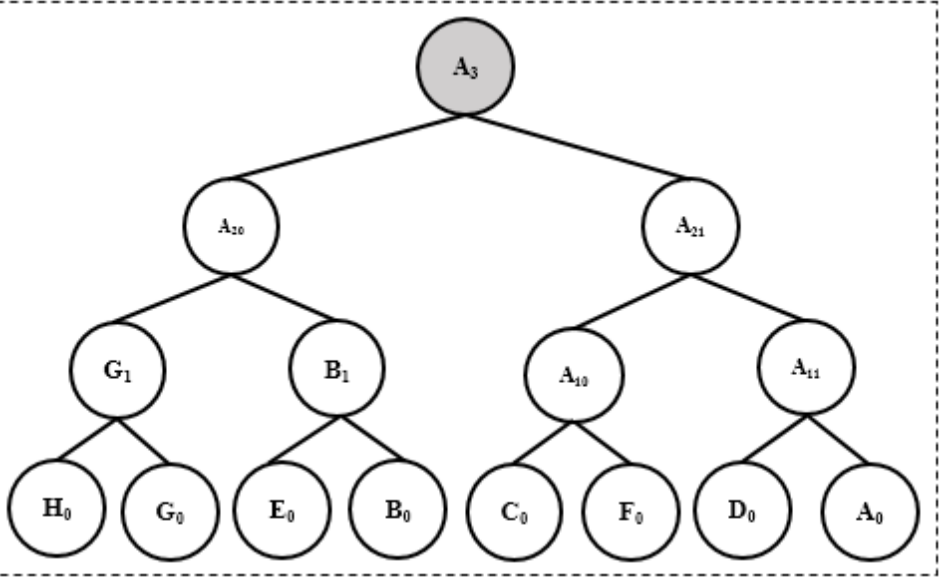 A₃
A₂₀ A₂₁
G₁ B₁ A₁₀ A₁₁
H₀ G₀ E₀ B₀ C₀ F₀ D₀ A₀